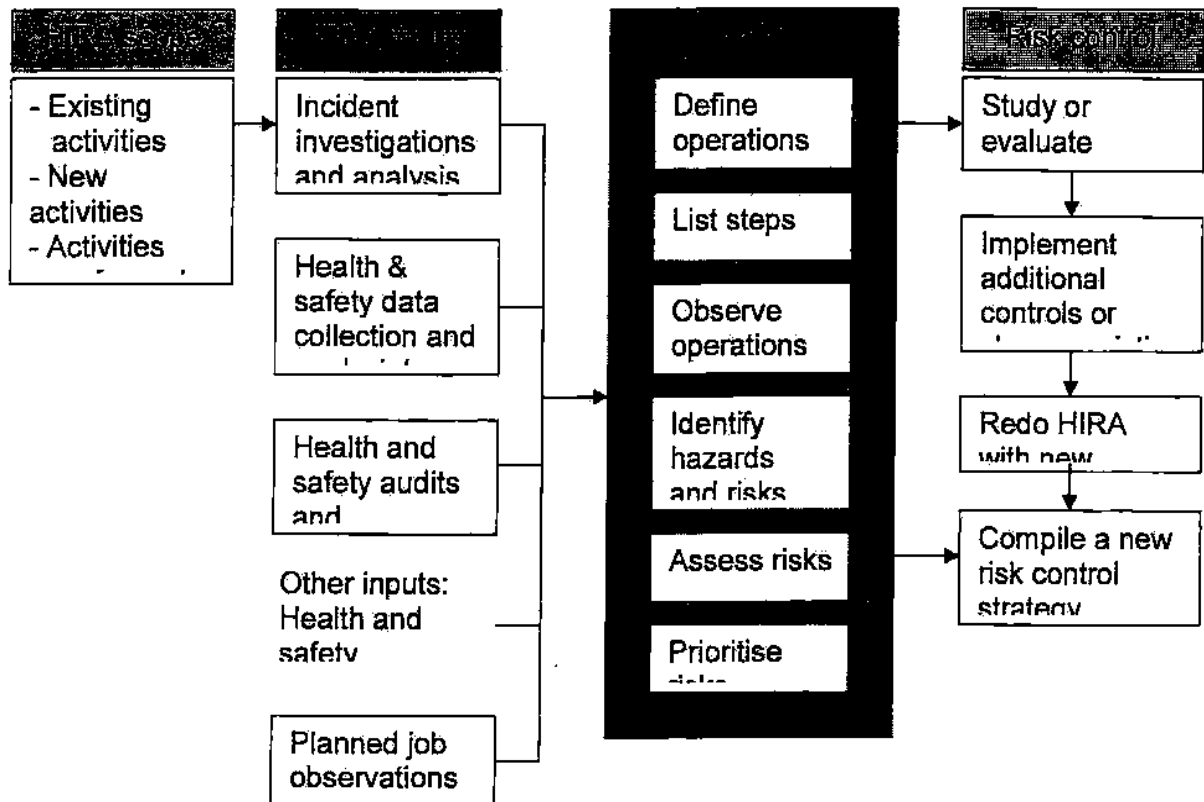 HIRA scope
- Existing
activities
- New
activities
- Activities
Incident
investigations
and analysis
Health &
safety data
collection and
Health and
safety audits
and
Other inputs:
Health and
safety
Planned job
observations
Define
operations
List steps
Observe
operations
Identify
hazards
and risks
Assess risks
Prioritise
risks
Risk control
Study or
evaluate
Implement
additional
controls or
Redo HIRA
with new
Compile a new
risk control
strategy